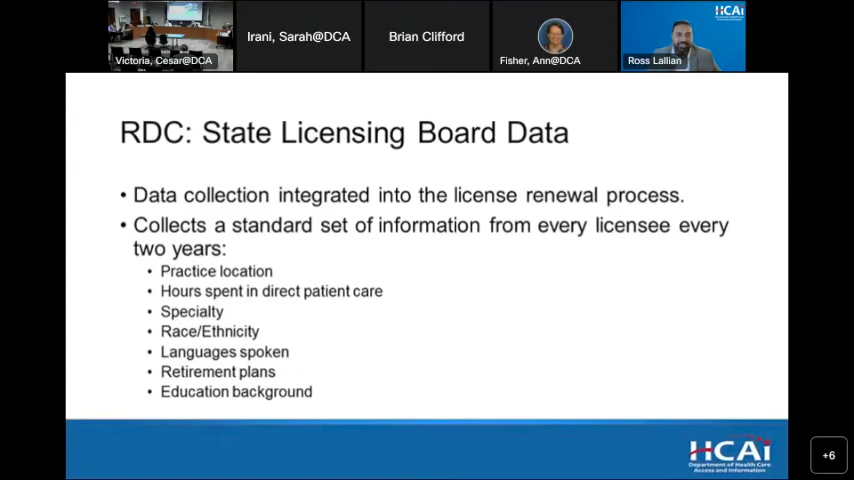 HCAi
Irani, Sarah@DCA
Brian Clifford
Victoria, Cesar@DCA
Fisher, Ann@DCA
Ross Lallian
RDC: State Licensing Board Data
• Data collection integrated into the license renewal process.
• Collects a standard set of information from every licensee every
two years:
• Practice location
• Hours spent in direct patient care
• Specialty
• Race/Ethnicity
• Languages spoken
• Retirement plans
• Education background
HCAi
Department of Health Care
Access and Information
+6